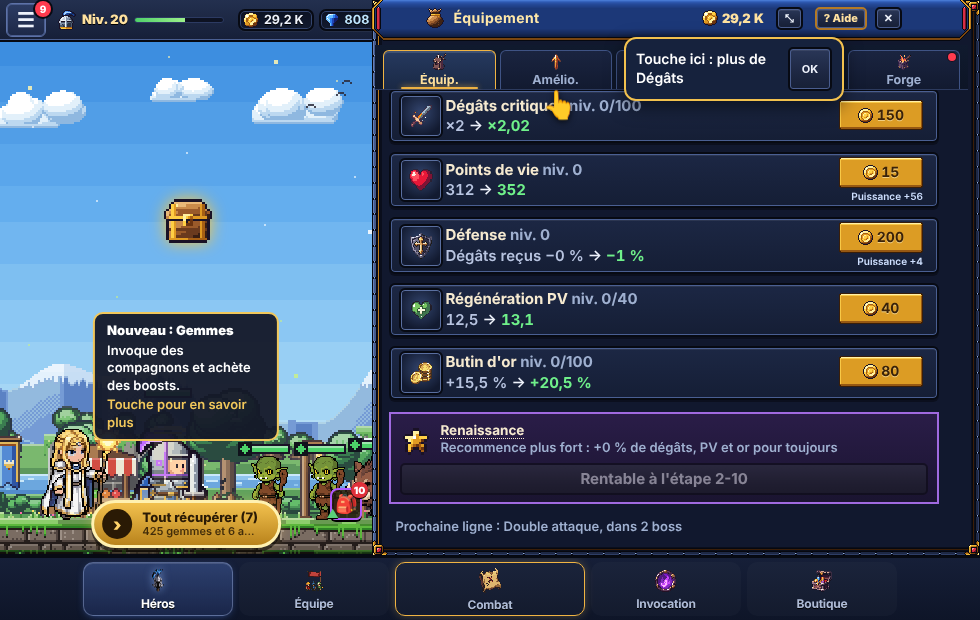 9
Niv. 20
29,2 K
808
Équipement
29,2 K
? Aide
Équip.
Amélio.
Touche ici : plus de
Dégâts
OK
Forge
Dégâts critiqu niv. 0/100
×2 → ×2,02
150
Points de vie niv. 0
312 → 352
15
Puissance +56
Défense niv. 0
Dégâts reçus −0 % → −1 %
200
Puissance +4
Régénération PV niv. 0/40
12,5 → 13,1
40
Butin d'or niv. 0/100
+15,5 % → +20,5 %
80
Renaissance
Recommence plus fort : +0 % de dégâts, PV et or pour toujours
Rentable à l'étape 2-10
Prochaine ligne : Double attaque, dans 2 boss
Nouveau : Gemmes
Invoque des
compagnons et achète
des boosts.
Touche pour en savoir
plus
10
Tout récupérer (7)
425 gemmes et 6 a...
Héros
Équipe
Combat
Invocation
Boutique